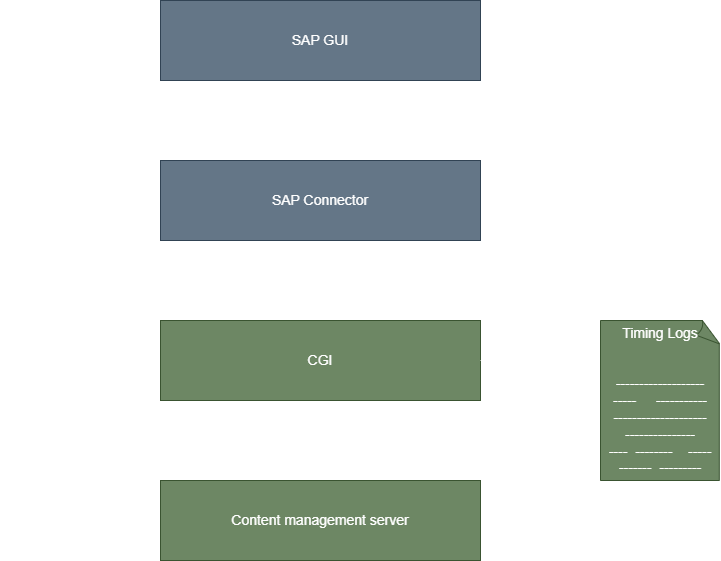 SAP GUI
SAP Connector
CGI
Timing Logs
Content management server